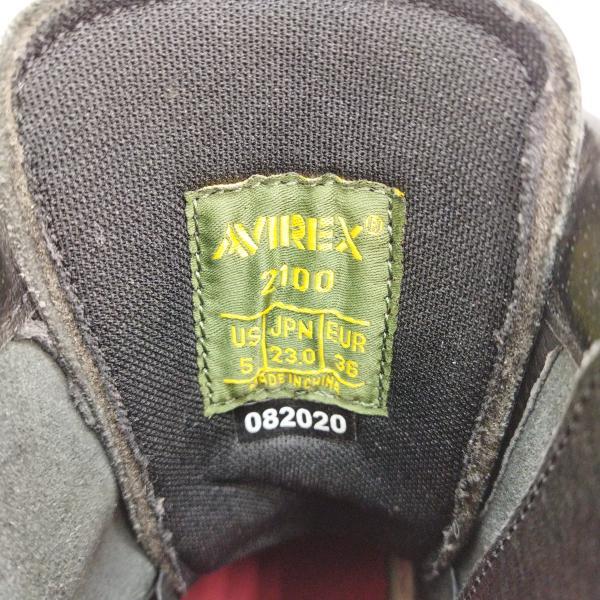 AVIREX®
2100
US JPN EUR
5 23.0 36
MADE IN CHINA
082020